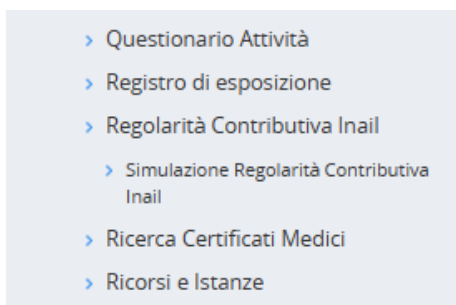 Questionario Attività
Registro di esposizione
Regolarità Contributiva Inail
Simulazione Regolarità Contributiva
Inail
Ricerca Certificati Medici
Ricorsi e Istanze